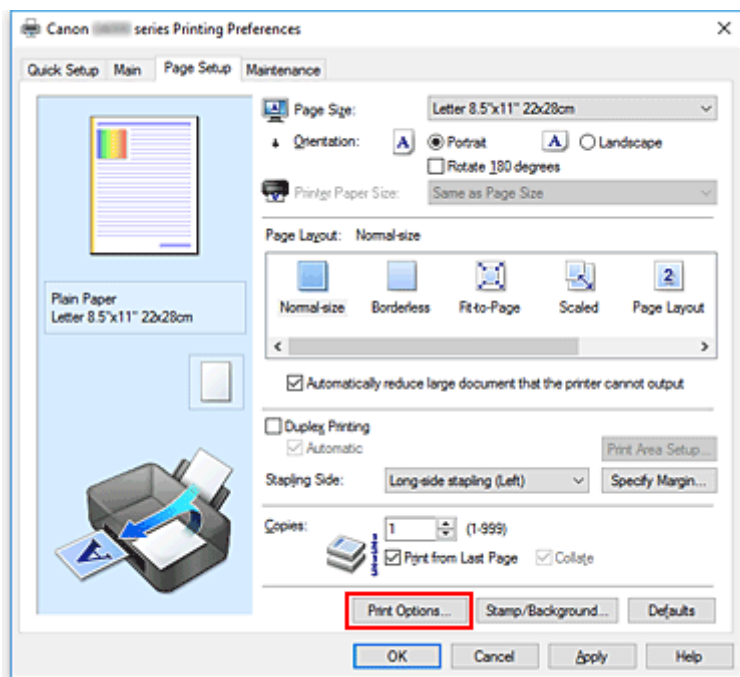 Canon series Printing Preferences
Quick Setup Main Page Setup Maintenance
Page Size: Letter 8.5"x11" 22x28cm
Orientation: A Portrait A Landscape
Rotate 180 degrees
Printer Paper Size: Same as Page Size
Page Layout: Normal-size
2
Normal-size Borderless Fit-to-Page Scaled Page Layout
Plain Paper
Letter 8.5"x11" 22x28cm
Automatically reduce large document that the printer cannot output
Duplex Printing
Automatic Print Area Setup...
Stapling Side: Long-side stapling (Left) Specify Margin...
Copies: 1 (1-999)
Print from Last Page Collate
A
Print Options... Stamp/Background... Defaults
OK Cancel Apply Help